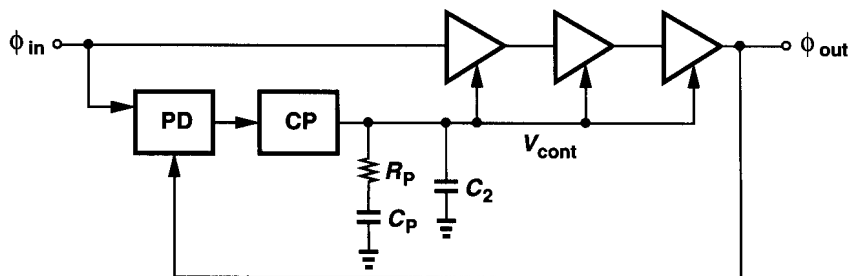 ϕin
ϕout
PD
CP
Vcont
RP
C2
CP